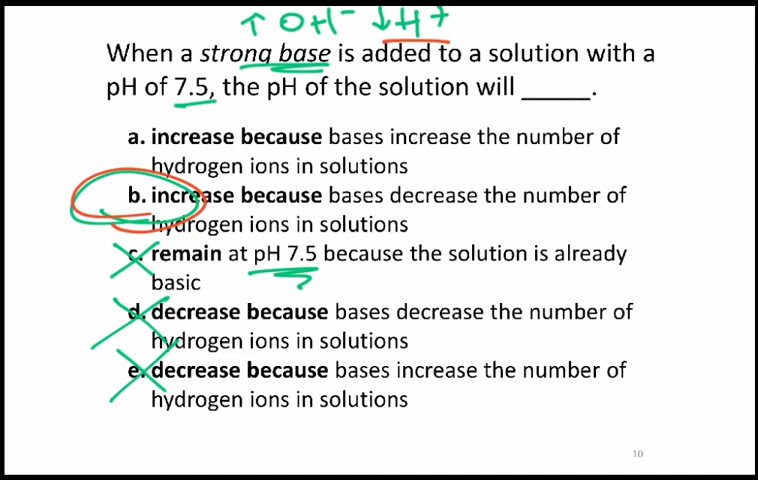 ↑ OH⁻ ↓H+
When a strong base is added to a solution with a
pH of 7.5, the pH of the solution will _____.
a. increase because bases increase the number of
hydrogen ions in solutions
b. increase because bases decrease the number of
hydrogen ions in solutions
c. remain at pH 7.5 because the solution is already
basic
d. decrease because bases decrease the number of
hydrogen ions in solutions
e. decrease because bases increase the number of
hydrogen ions in solutions
10